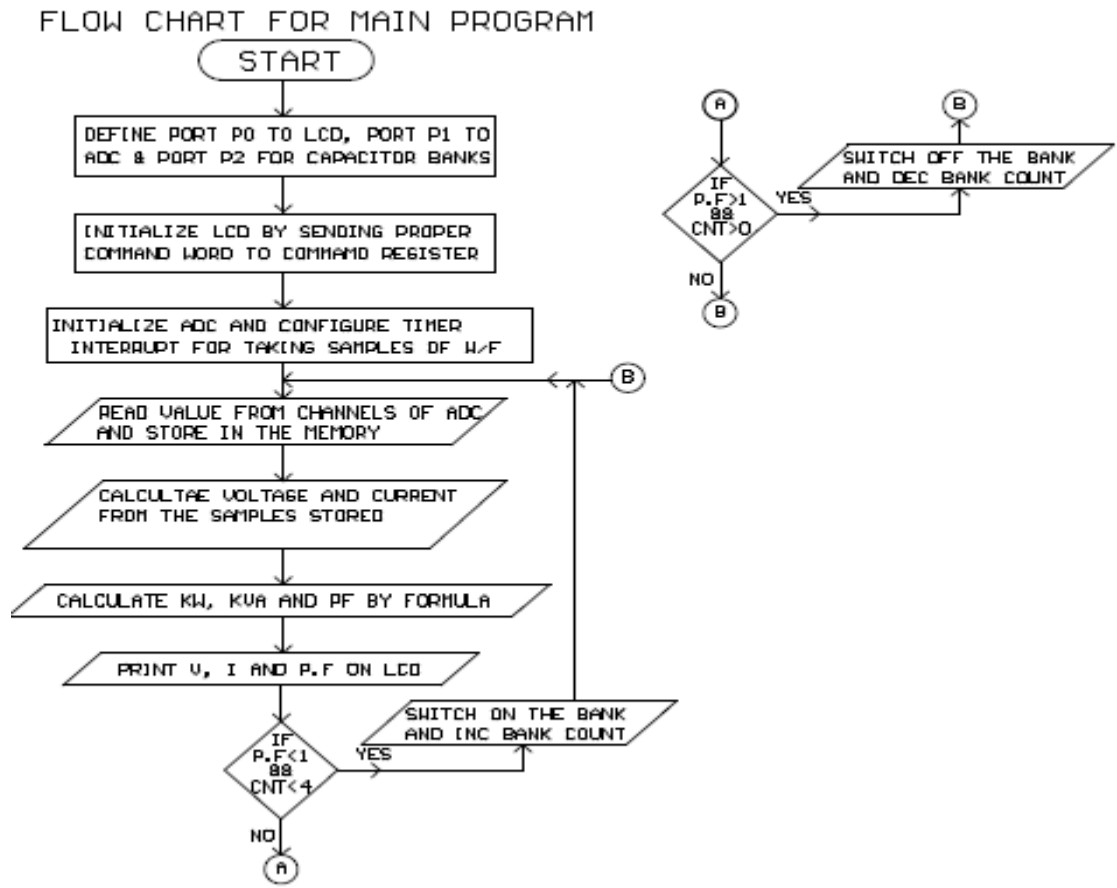 FLOW CHART FOR MAIN PROGRAM
START
DEFINE PORT P0 TO LCD, PORT P1 TO
ADC & PORT P2 FOR CAPACITOR BANKS
INITIALIZE LCD BY SENDING PROPER
COMMAND WORD TO COMMAMD REGISTER
INITIALIZE ADC AND CONFIGURE TIMER
INTERRUPT FOR TAKING SAMPLES OF W/F
B
READ VALUE FROM CHANNELS OF ADC
AND STORE IN THE MEMORY
CALCULTAE VOLTAGE AND CURRENT
FROM THE SAMPLES STORED
CALCULATE KW, KVA AND PF BY FORMULA
PRINT V, I AND P.F ON LCD
SWITCH ON THE BANK
AND INC BANK COUNT
IF
P.F<1
&&
CNT<4
YES
NO
A
A
B
SWITCH OFF THE BANK
AND DEC BANK COUNT
IF
P.F>1
&&
CNT>0
YES
NO
B